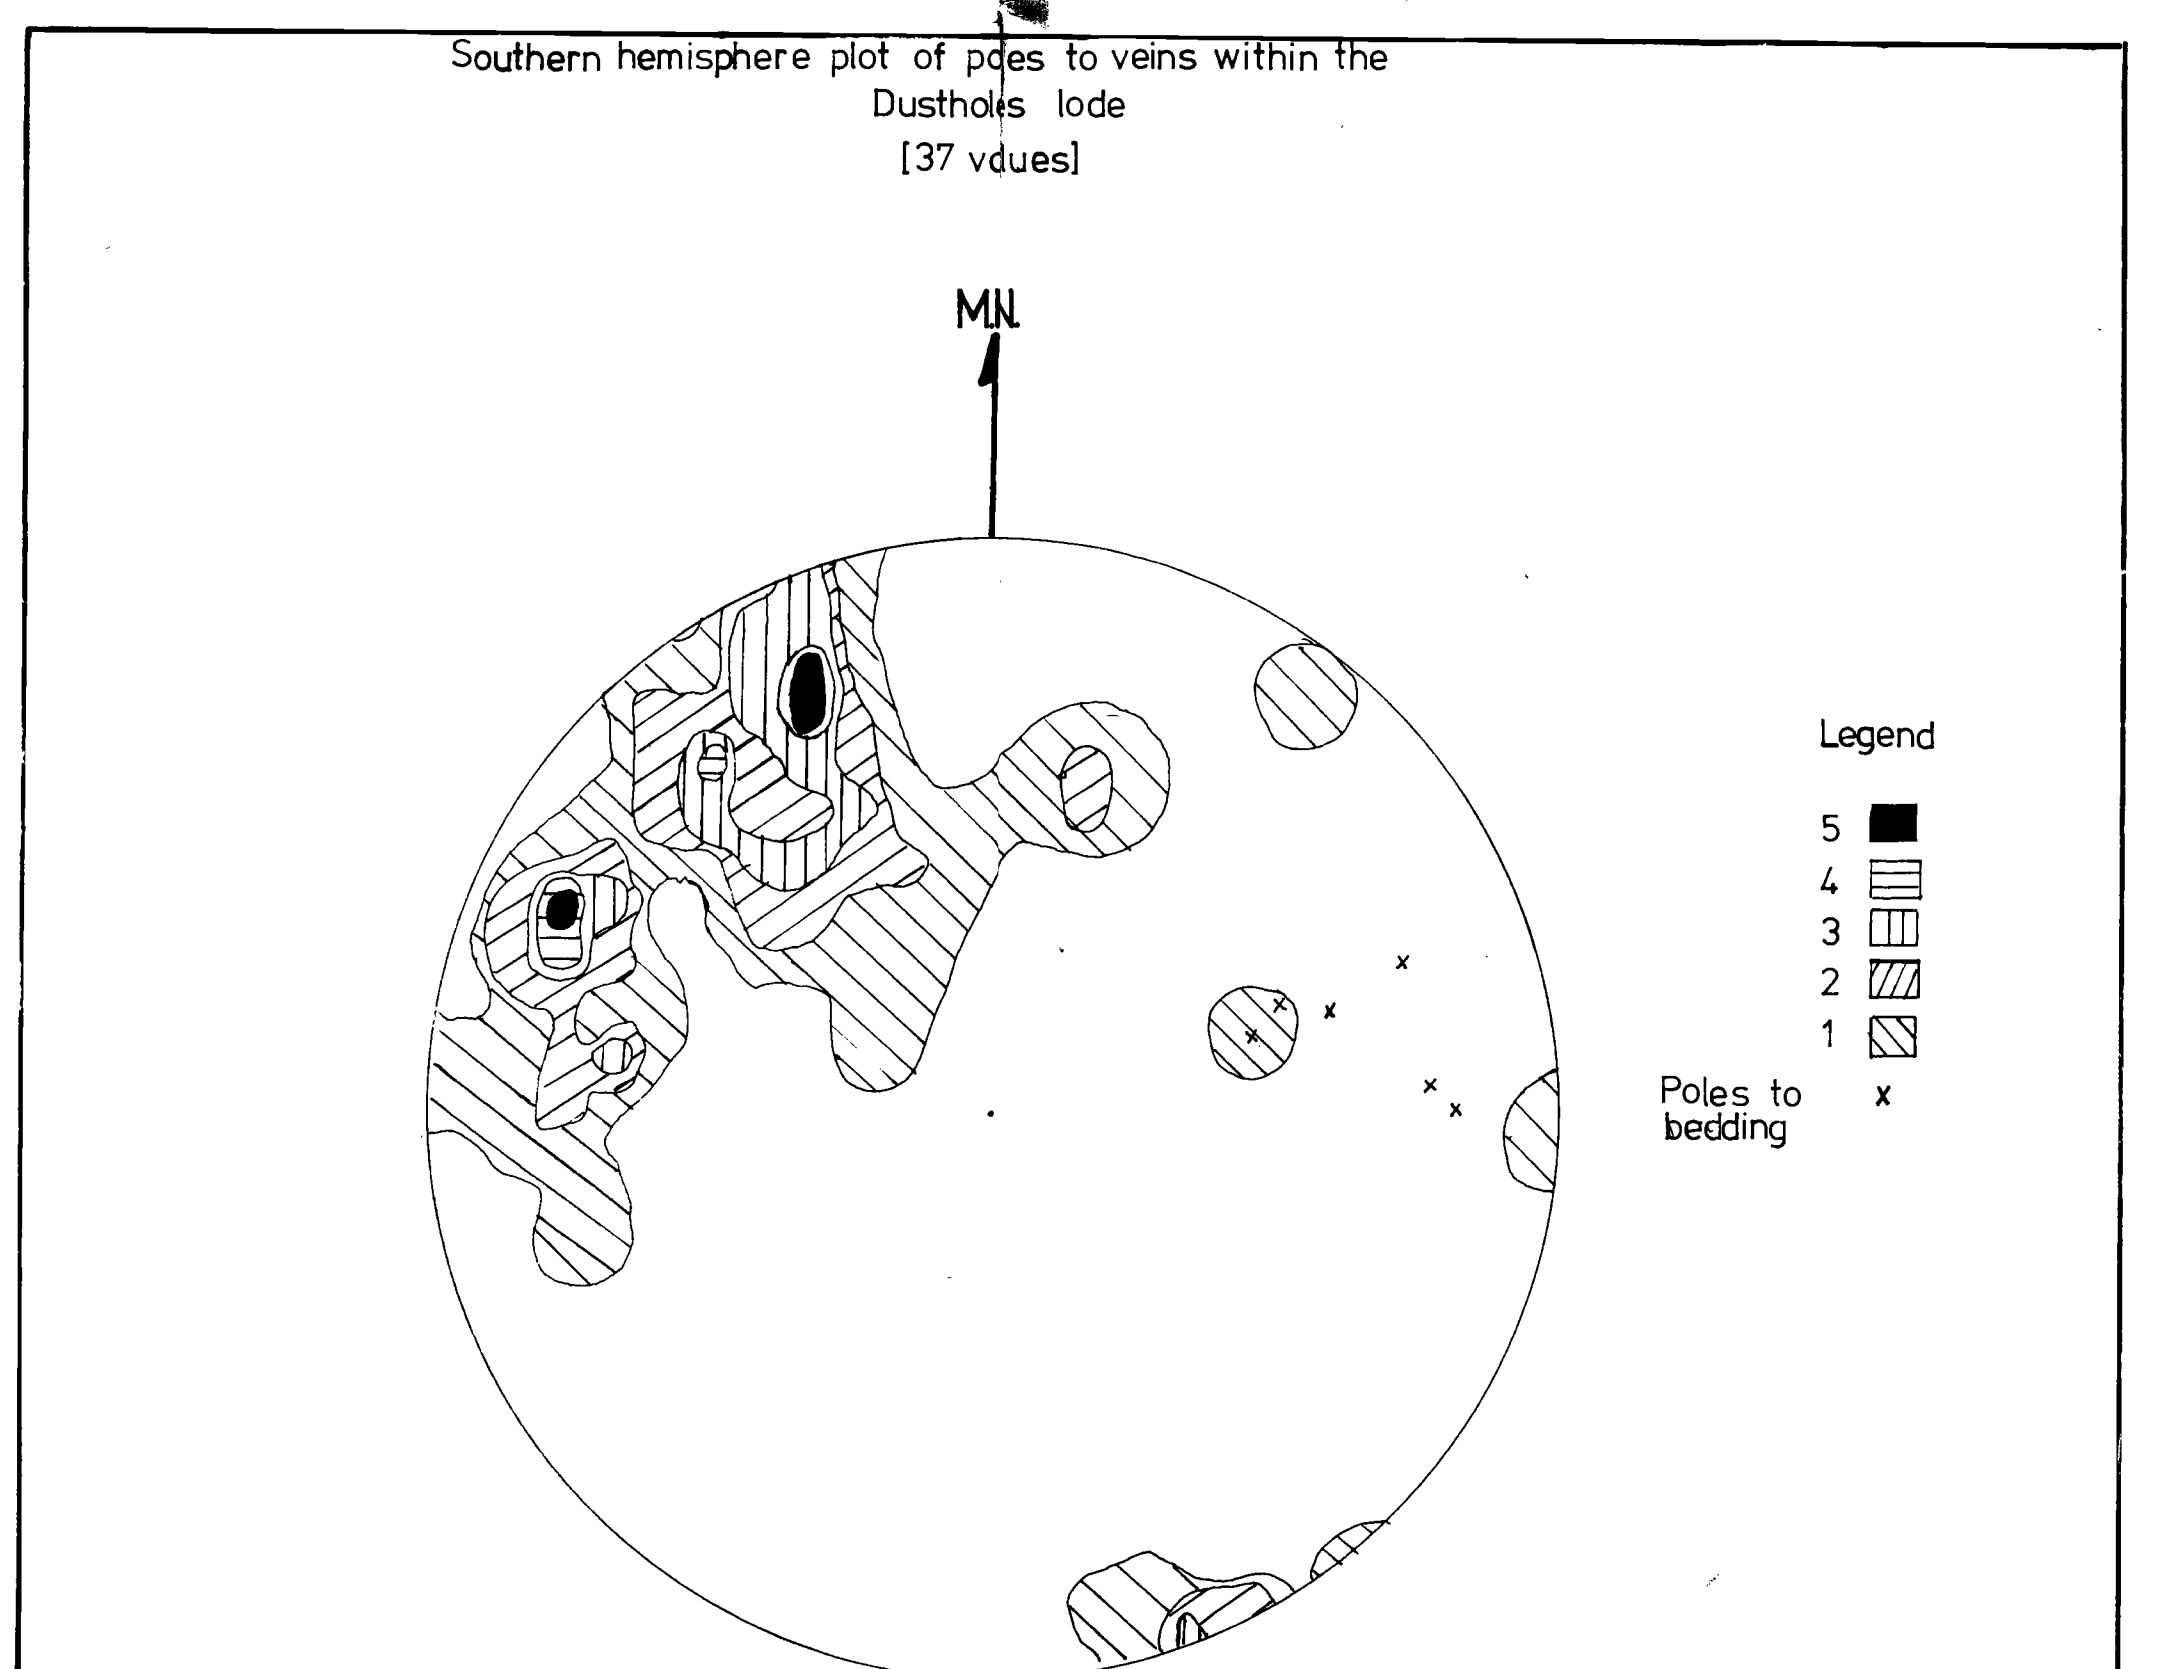 Southern hemisphere plot of poles to veins within the
Dustholes lode
[37 values]
M.N.
Legend
5
4
3
2
1
Poles to x
bedding